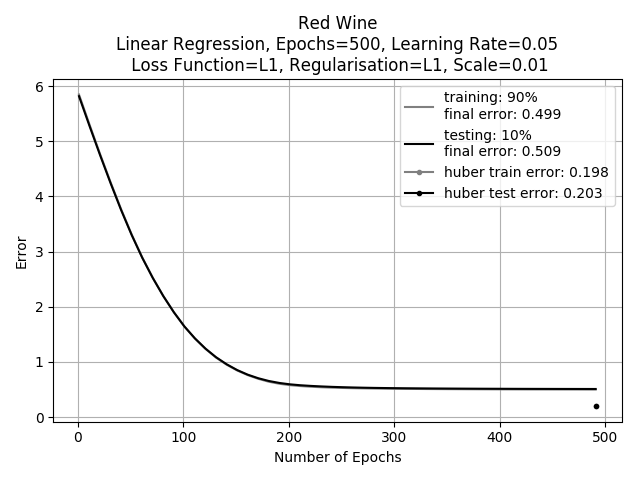 Red Wine
Linear Regression, Epochs=500, Learning Rate=0.05
Loss Function=L1, Regularisation=L1, Scale=0.01
training: 90%
final error: 0.499
testing: 10%
final error: 0.509
huber train error: 0.198
huber test error: 0.203
Error
6
5
4
3
2
1
0
0 100 200 300 400 500
Number of Epochs